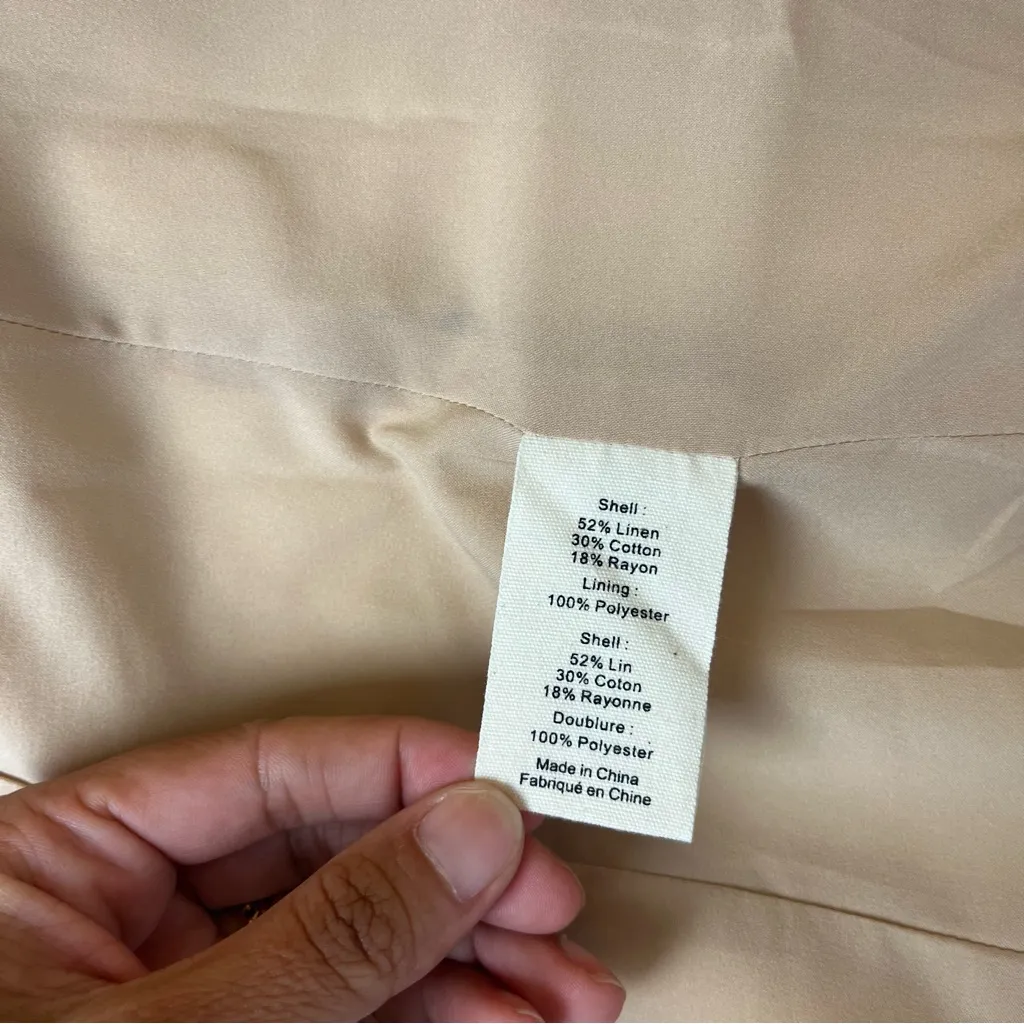 Shell :
52% Linen
30% Cotton
18% Rayon
Lining :
100% Polyester
Shell :
52% Lin
30% Coton
18% Rayonne
Doublure :
100% Polyester
Made in China
Fabriqué en Chine